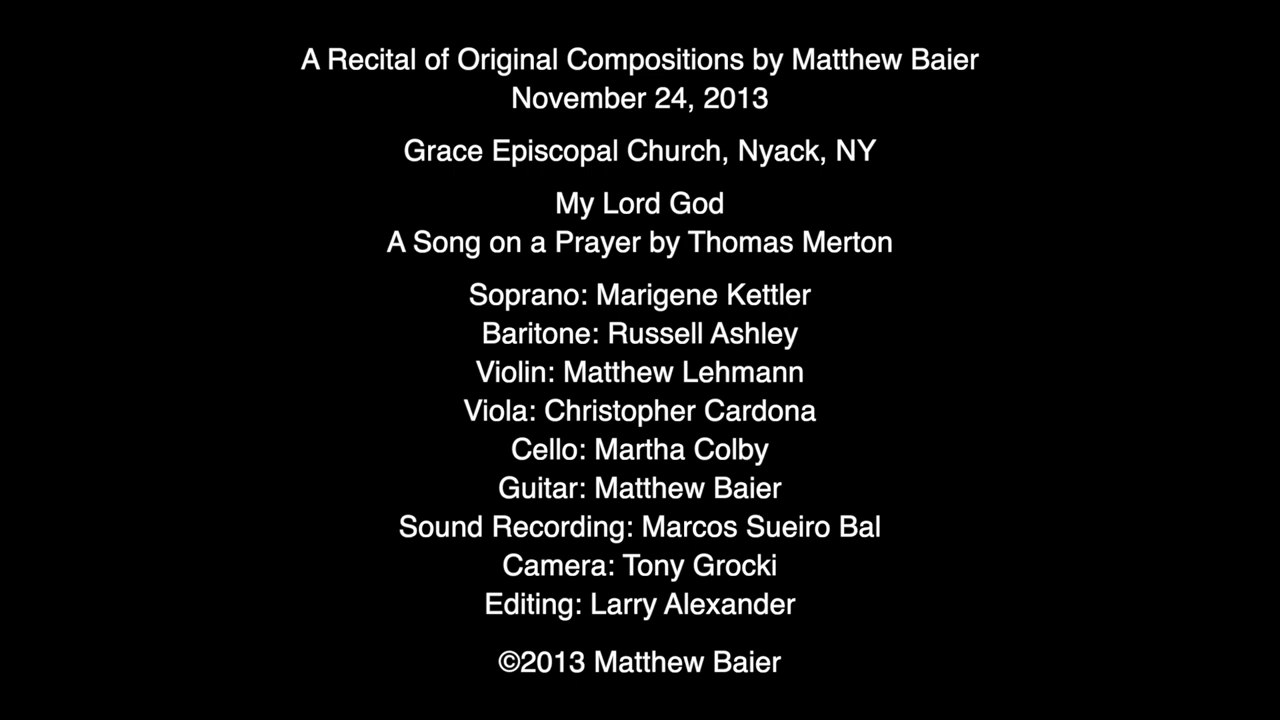 A Recital of Original Compositions by Matthew Baier
November 24, 2013
Grace Episcopal Church, Nyack, NY
My Lord God
A Song on a Prayer by Thomas Merton
Soprano: Marigene Kettler
Baritone: Russell Ashley
Violin: Matthew Lehmann
Viola: Christopher Cardona
Cello: Martha Colby
Guitar: Matthew Baier
Sound Recording: Marcos Sueiro Bal
Camera: Tony Grocki
Editing: Larry Alexander
©2013 Matthew Baier